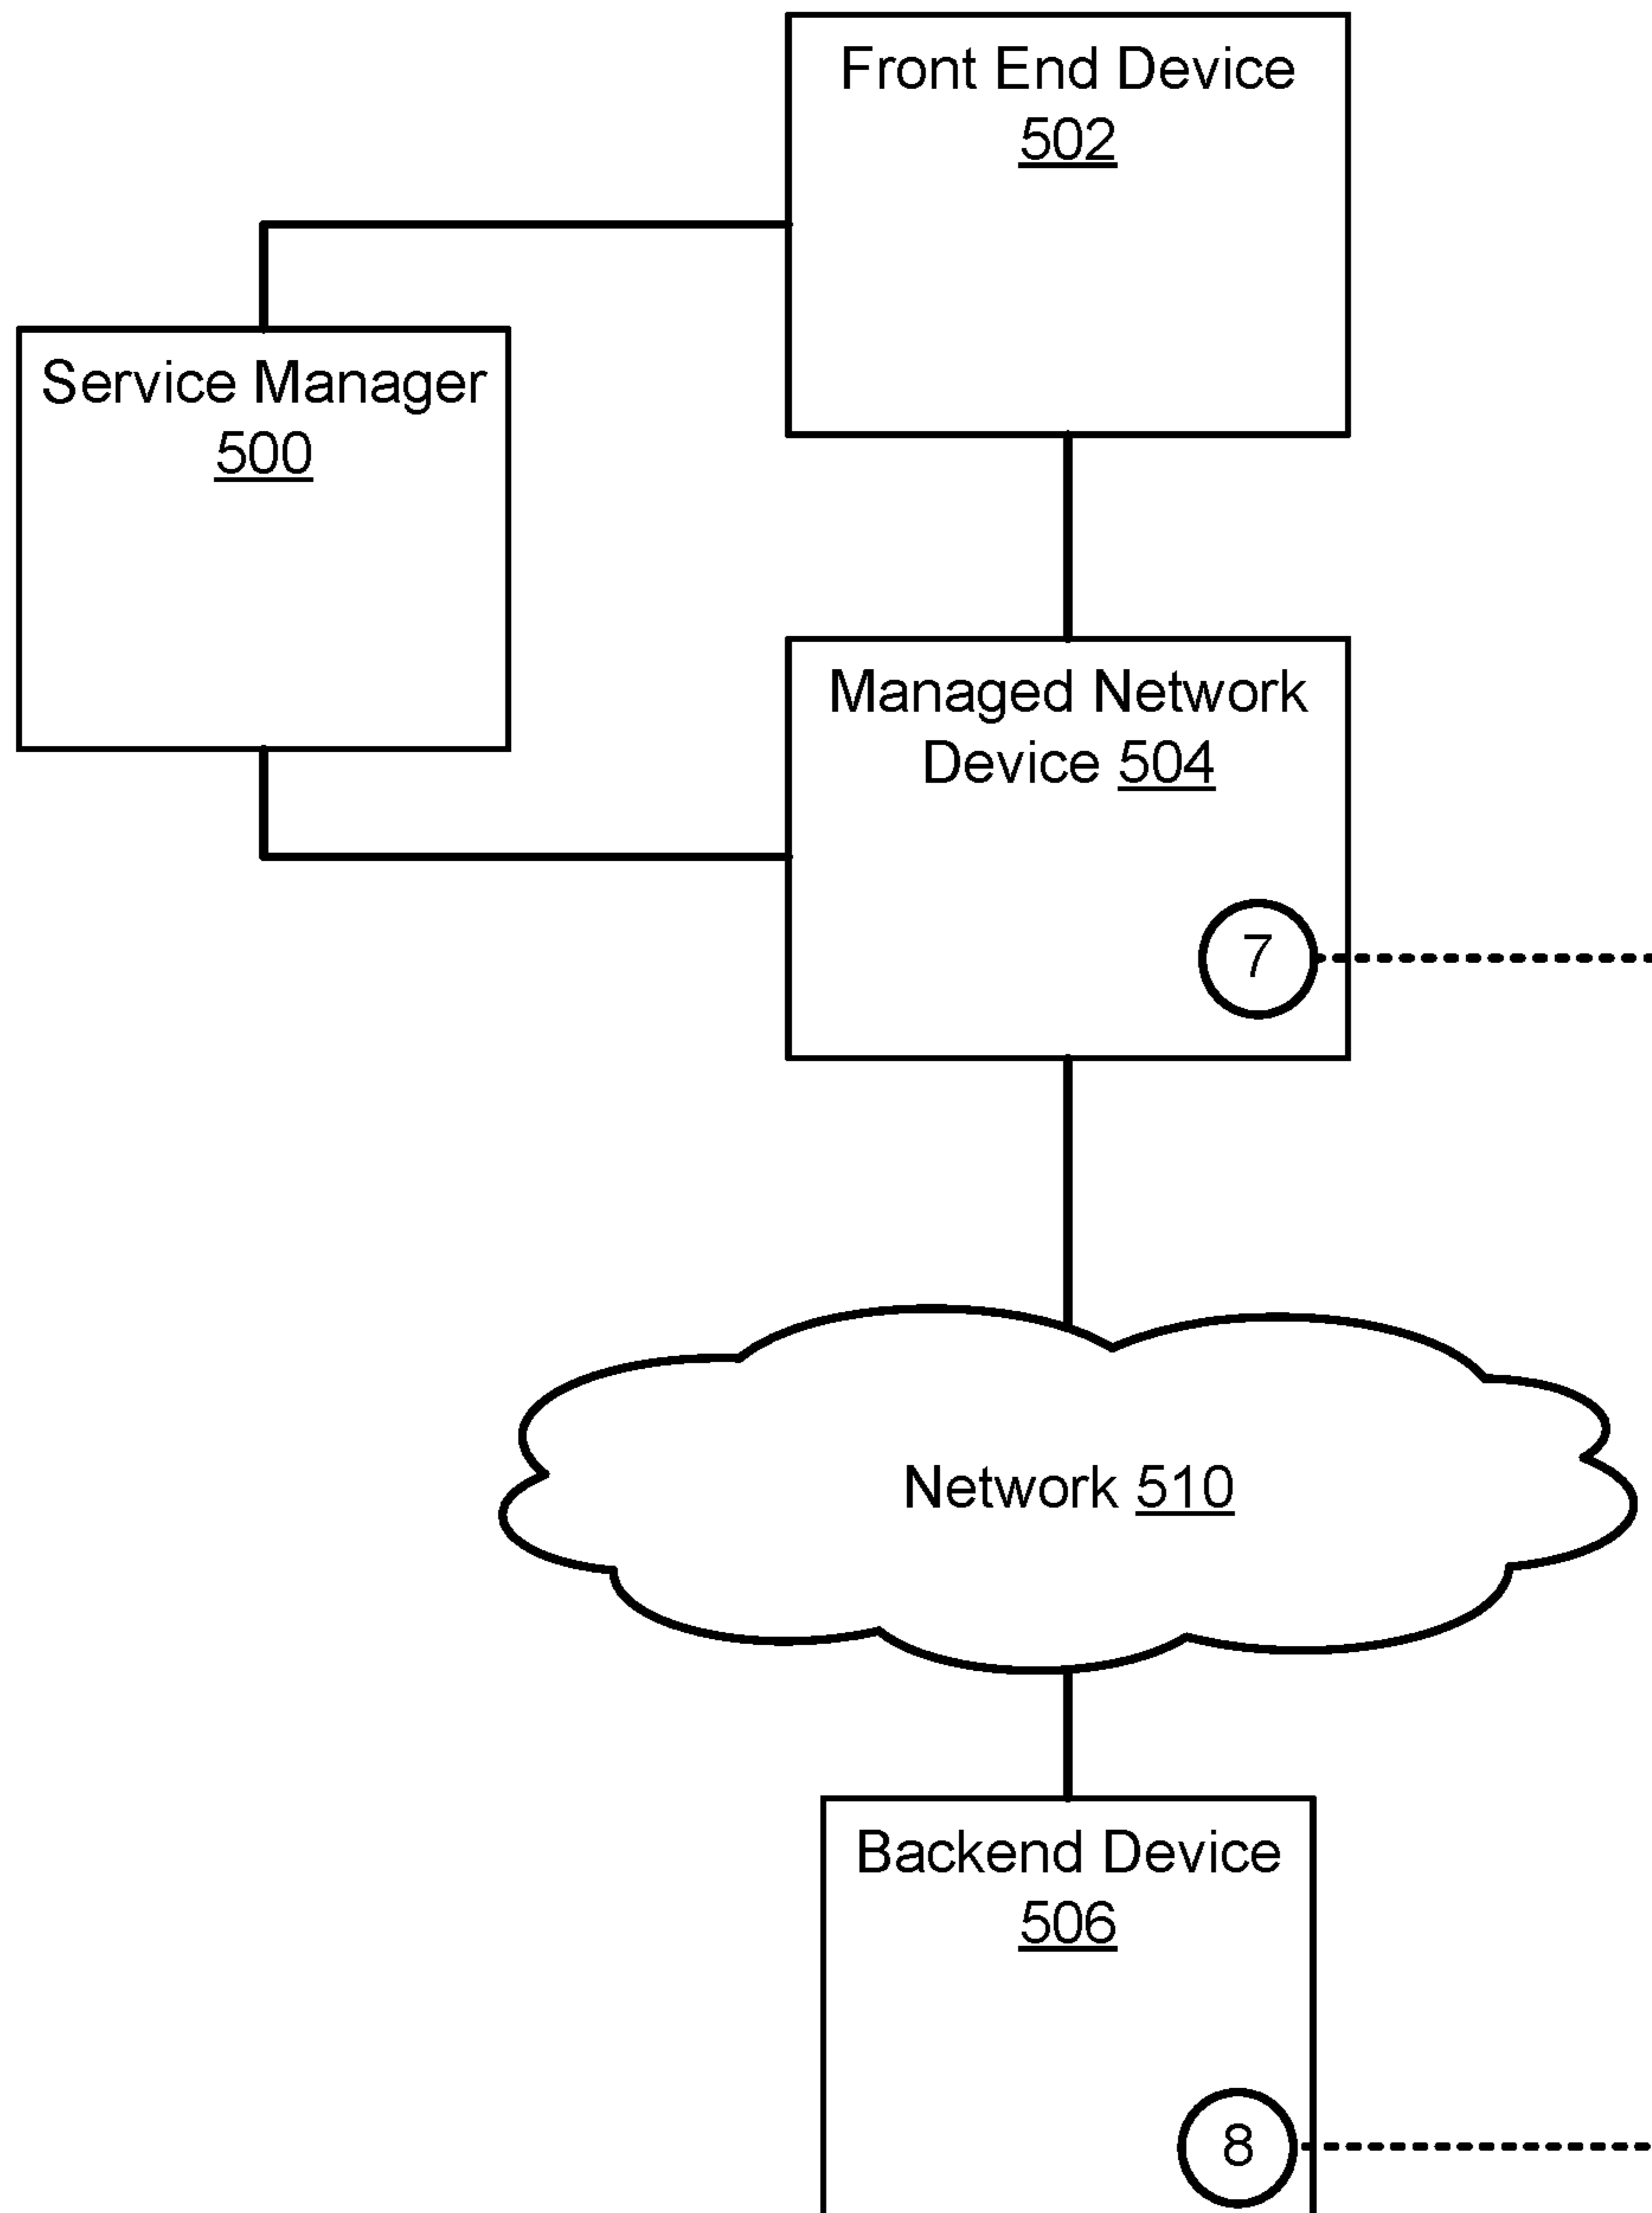 Front End Device
502
Service Manager
500
Managed Network
Device 504
7
Network 510
Backend Device
506
8